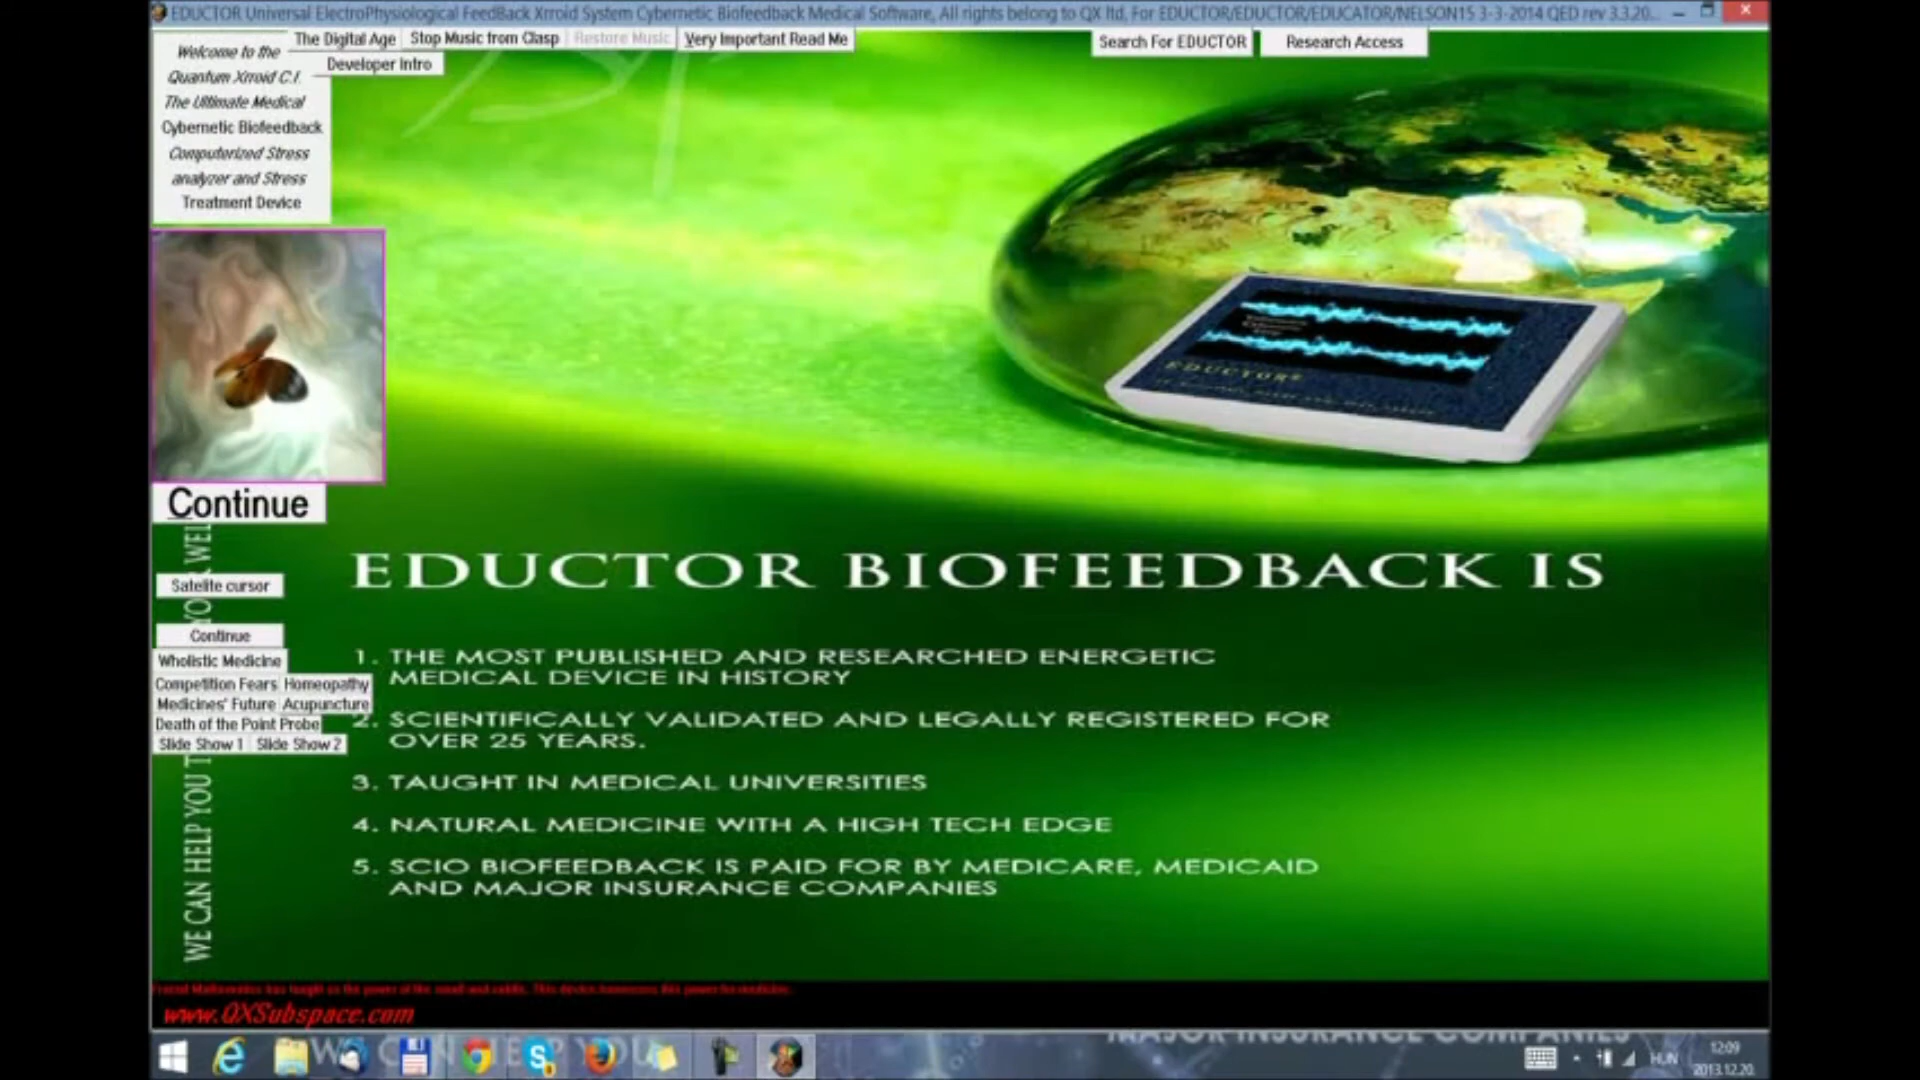 EDUCTOR Universal ElectroPhysiological FeedBack Xrroid System Cybernetic Biofeedback Medical Software, All rights belong to QX ltd. For EDUCTOR/EDUCTOR/EDUCATOR/NELSON15 3-3-2014 QED rev 3.3.20...
The Digital Age
Stop Music from Clasp
Restore Music
Very Important Read Me
Search For EDUCTOR
Research Access
Developer Intro
Welcome to the
Quantum Xrroid C.I.
The Ultimate Medical
Cybernetic Biofeedback
Computerized Stress
analyzer and Stress
Treatment Device
EDUCTOR
Continue
Satelite cursor
Continue
Wholistic Medicine
Competition Fears Homeopathy
Medicines' Future Acupuncture
Death of the Point Probe
Slide Show 1 Slide Show 2
WE CAN HELP YOU
EDUCTOR BIOFEEDBACK IS
1. THE MOST PUBLISHED AND RESEARCHED ENERGETIC
MEDICAL DEVICE IN HISTORY
2. SCIENTIFICALLY VALIDATED AND LEGALLY REGISTERED FOR
OVER 25 YEARS.
3. TAUGHT IN MEDICAL UNIVERSITIES
4. NATURAL MEDICINE WITH A HIGH TECH EDGE
5. SCIO BIOFEEDBACK IS PAID FOR BY MEDICARE, MEDICAID
AND MAJOR INSURANCE COMPANIES
www.QXSubspace.com
MAJOR INSURANCE COMPANIES
HUN
12:09
2013.12.20.